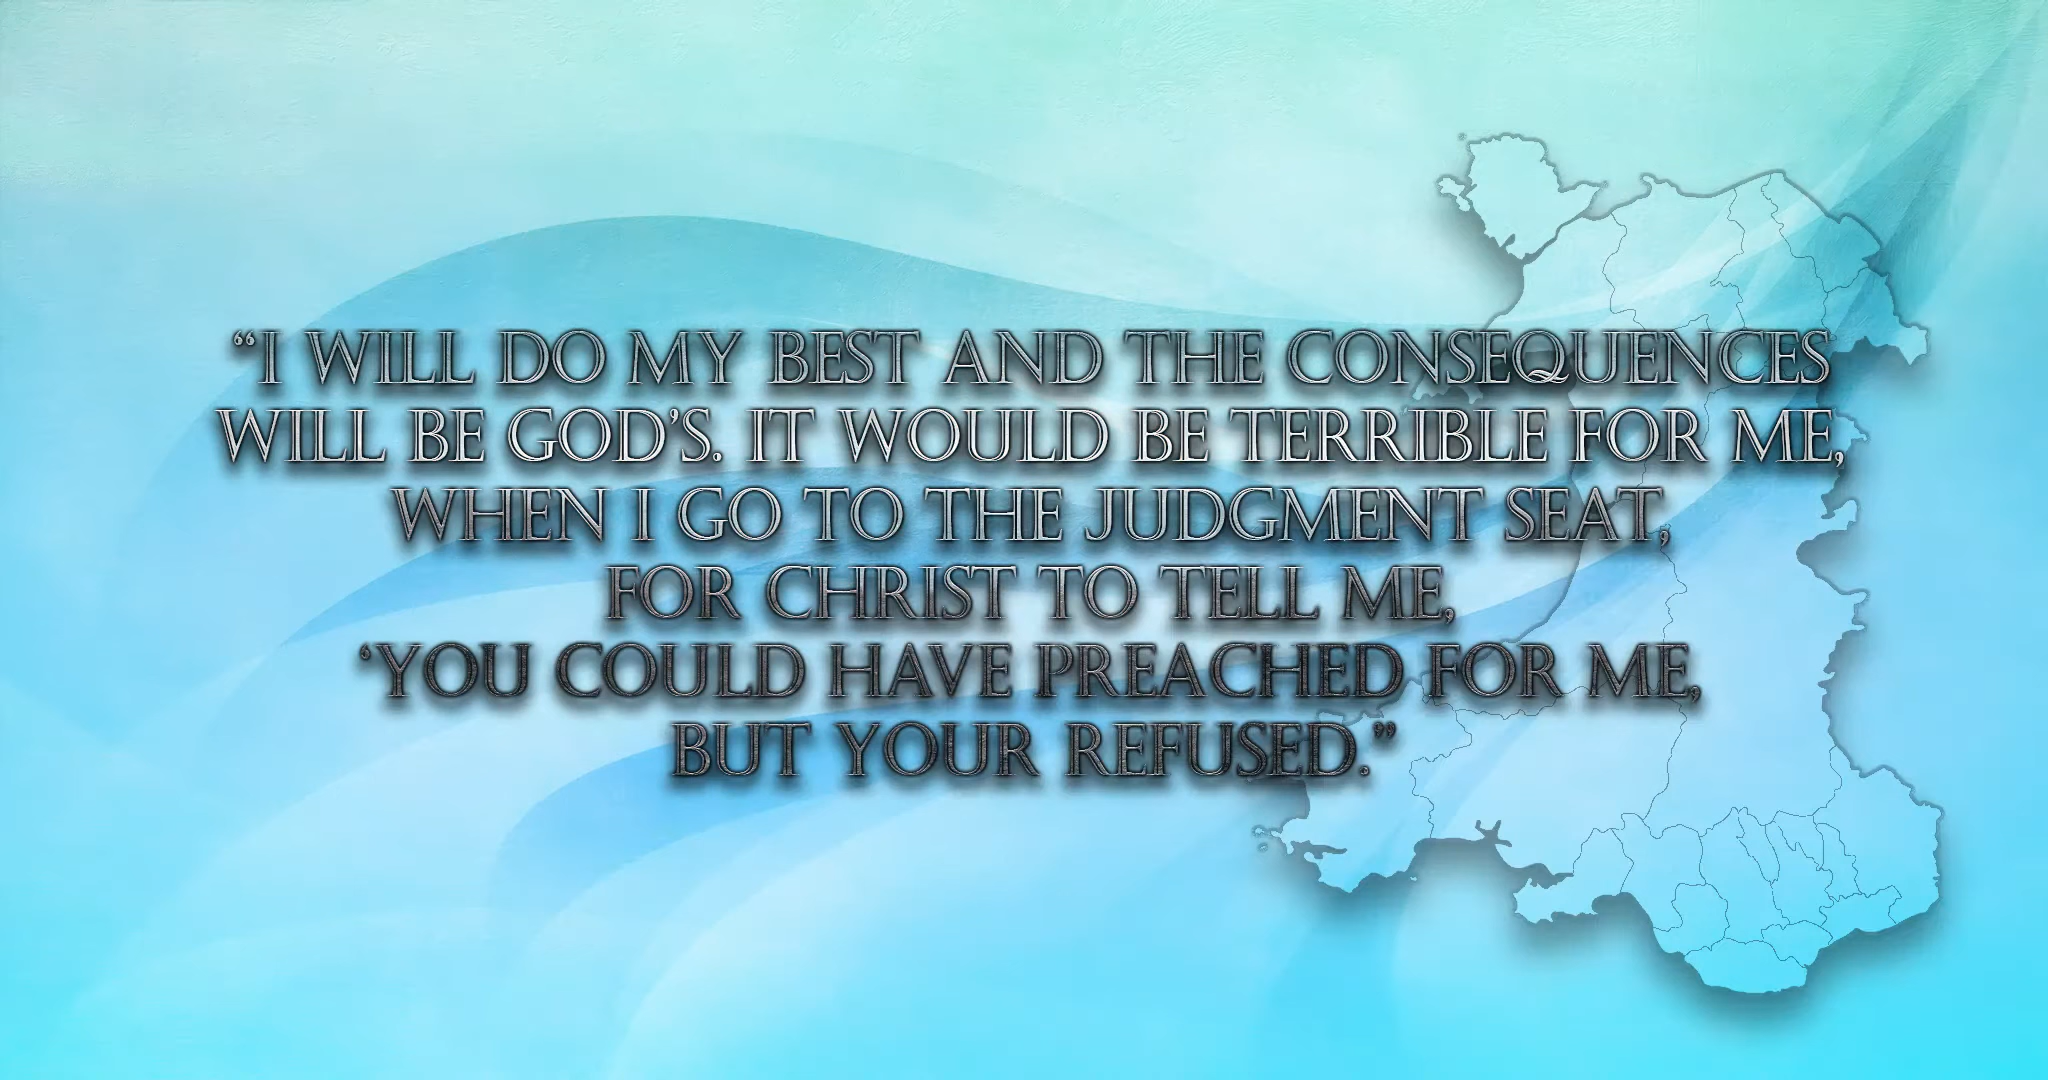 “I WILL DO MY BEST AND THE CONSEQUENCES
WILL BE GOD’S. IT WOULD BE TERRIBLE FOR ME,
WHEN I GO TO THE JUDGMENT SEAT,
FOR CHRIST TO TELL ME,
‘YOU COULD HAVE PREACHED FOR ME,
BUT YOUR REFUSED.”